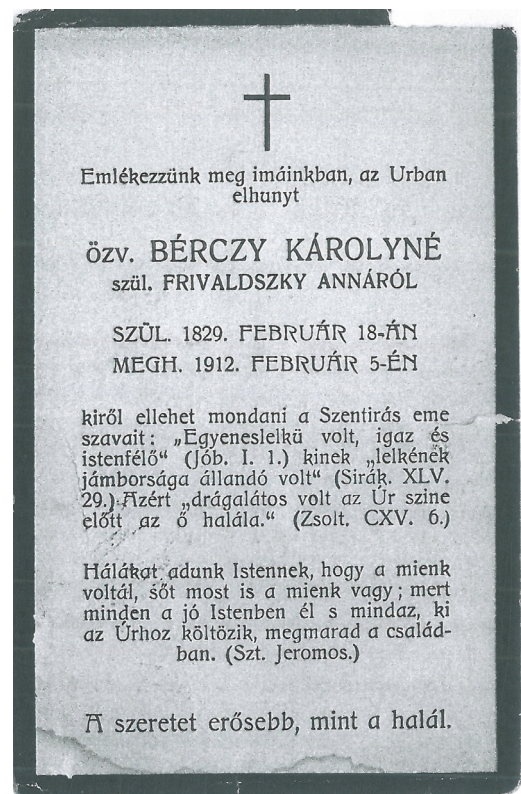 Emlékezzünk meg imáinkban, az Urban
elhunyt
özv. BÉRCZY KÁROLYNÉ
szül. FRIVALDSZKY ANNÁRÓL
SZÜL. 1829. FEBRUÁR 18-ÁN
MEGH. 1912. FEBRUÁR 5-ÉN
kiről ellehet mondani a Szentirás eme
szavait: „Egyeneslelkü volt, igaz és
istenfélő“ (Jób. I. 1.) kinek „lelkének
jámborsága állandó volt“ (Sirák. XLV.
29.) Azért „drágalátos volt az Úr szine
előtt az ő halála.“ (Zsolt. CXV. 6.)
Hálákat adunk Istennek, hogy a mienk
voltál, sőt most is a mienk vagy; mert
minden a jó Istenben él s mindaz, ki
az Úrhoz költözik, megmarad a család-
ban. (Szt. Jeromos.)
A szeretet erősebb, mint a halál.